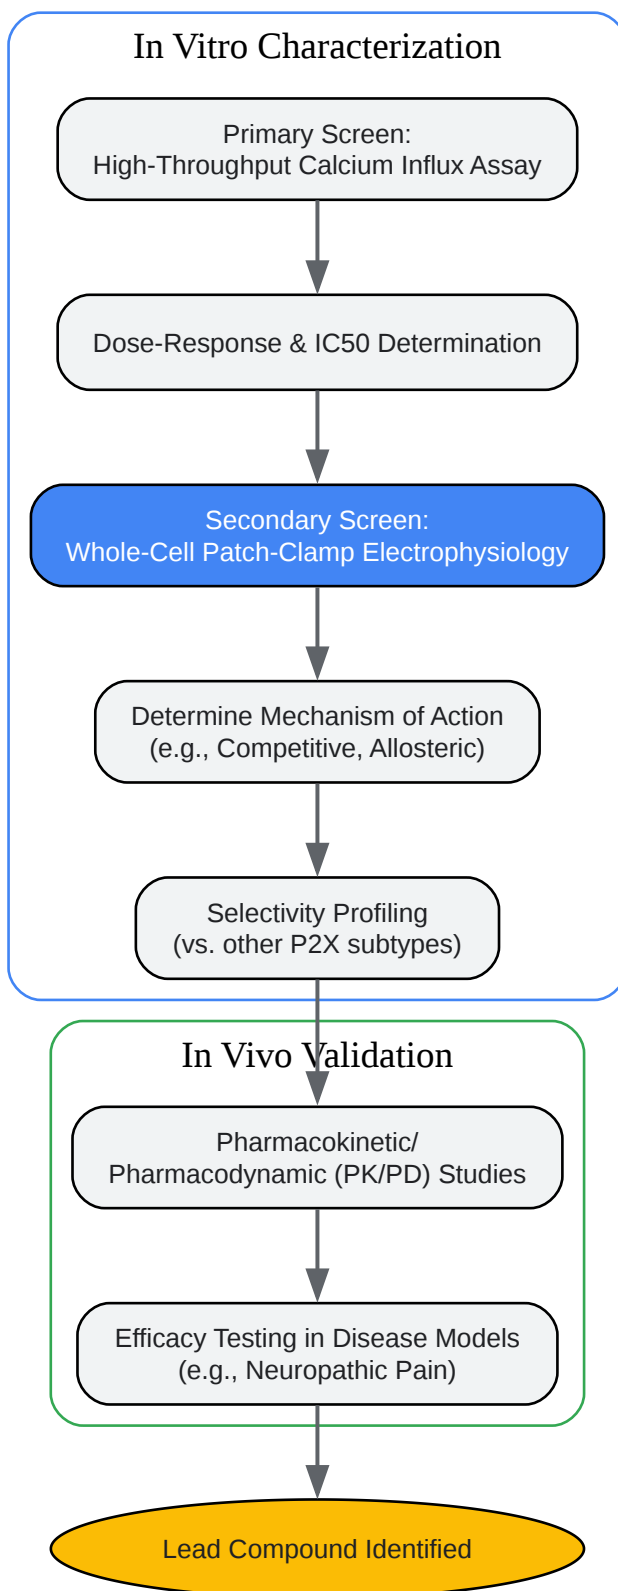 In Vitro Characterization
Primary Screen:
High-Throughput Calcium Influx Assay
Dose-Response & IC50 Determination
Secondary Screen:
Whole-Cell Patch-Clamp Electrophysiology
Determine Mechanism of Action
(e.g., Competitive, Allosteric)
Selectivity Profiling
(vs. other P2X subtypes)
In Vivo Validation
Pharmacokinetic/
Pharmacodynamic (PK/PD) Studies
Efficacy Testing in Disease Models
(e.g., Neuropathic Pain)
Lead Compound Identified